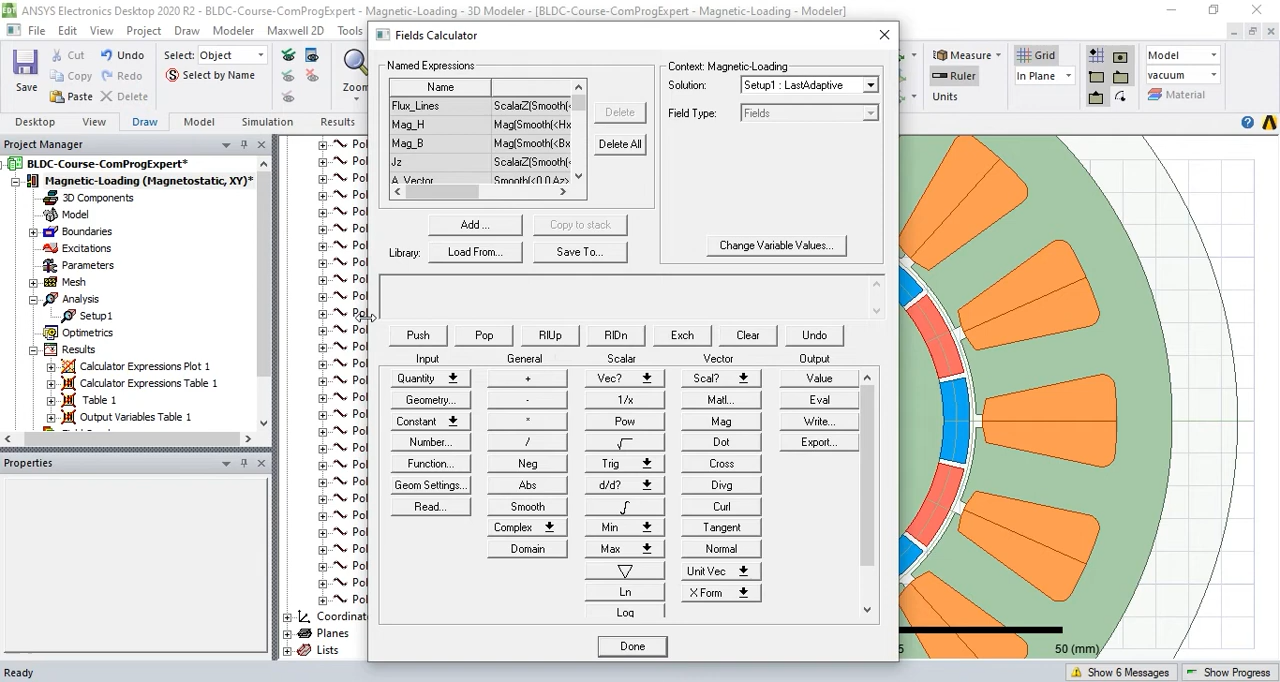 ANSYS Electronics Desktop 2020 R2 - BLDC-Course-ComProgExpert - Magnetic-Loading - 3D Modeler - [BLDC-Course-ComProgExpert - Magnetic-Loading - Modeler]
File Edit View Project Draw Modeler Maxwell 2D Tools
Save Cut Copy Paste Undo Redo Delete Select: Object Select by Name Zoom
Measure Ruler Units Grid In Plane Model vacuum Material
Desktop View Draw Model Simulation Results
Project Manager
BLDC-Course-ComProgExpert*
Magnetic-Loading (Magnetostatic, XY)*
3D Components
Model
Boundaries
Excitations
Parameters
Mesh
Analysis
Setup1
Optimetrics
Results
Calculator Expressions Plot 1
Calculator Expressions Table 1
Table 1
Output Variables Table 1
Properties
Coordinat
Planes
Lists
Fields Calculator
Named Expressions
Name
Flux_Lines ScalarZ(Smooth(<
Mag_H Mag(Smooth(<Hx
Mag_B Mag(Smooth(<Bx
Jz ScalarZ(Smooth(<
A_Vector Smooth(<0,0,Az>
Delete
Delete All
Add ... Copy to stack
Library: Load From... Save To...
Context: Magnetic-Loading
Solution: Setup1 : LastAdaptive
Field Type: Fields
Change Variable Values...
Push Pop RlUp RlDn Exch Clear Undo
Input General Scalar Vector Output
Quantity + Vec? Scal? Value
Geometry... - 1/x Matl... Eval
Constant * Pow Mag Write...
Number... / √ Dot Export...
Function... Neg Trig Cross
Geom Settings... Abs d/d? Divg
Read... Smooth ∫ Curl
Complex Min Tangent
Domain Max Normal
▽ Unit Vec
Ln X Form
Log
Done
5 50 (mm)
Ready Show 6 Messages Show Progress